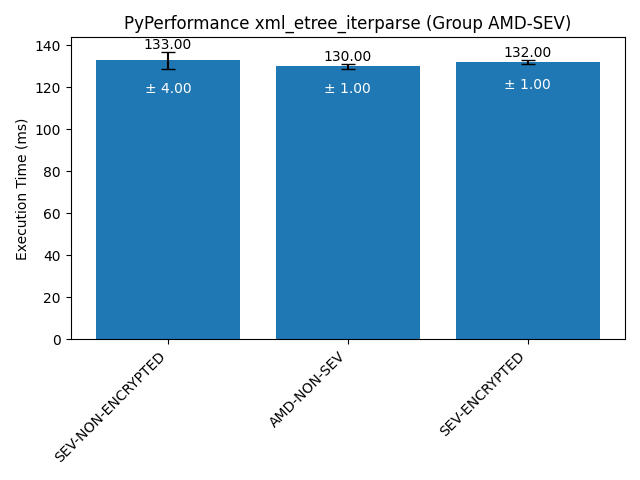 PyPerformance xml_etree_iterparse (Group AMD-SEV)
Execution Time (ms)
140
120
100
80
60
40
20
0
133.00
± 4.00
130.00
± 1.00
132.00
± 1.00
SEV-NON-ENCRYPTED
AMD-NON-SEV
SEV-ENCRYPTED